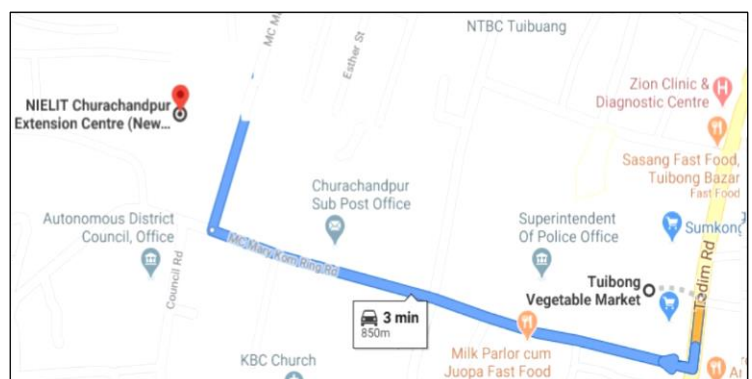 MC Ma
Esther St
NTBC Tuibuang
Zion Clinic &
Diagnostic Centre
NIELIT Churachandpur
Extension Centre (New...
Sasang Fast Food,
Tuibong Bazar
Fast Food
Churachandpur
Sub Post Office
Autonomous District
Council, Office
Superintendent
Of Police Office
Sumkong
Council Rd
MC Mary Kom Ring Rd
Tedim Rd
Tuibong
Vegetable Market
3 min
850m
Milk Parlor cum
Juopa Fast Food
KBC Church